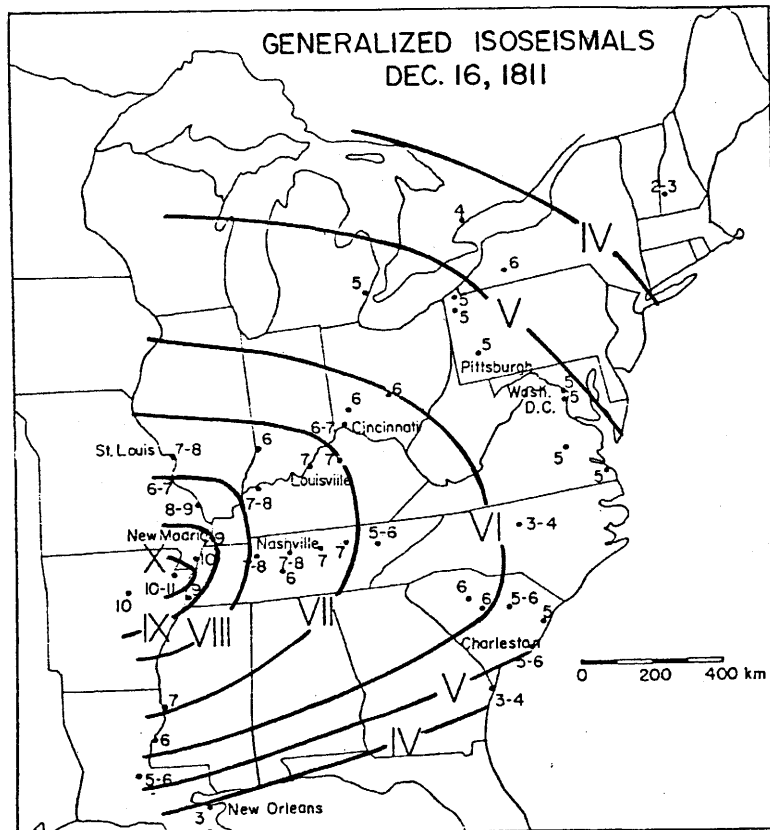 GENERALIZED ISOSEISMALS
DEC. 16, 1811
2-3
4
IV
6
5
5
5
V
5
Pittsburgh
5
Wash.
5
D.C.
6
6
6-7
Cincinnati
St. Louis
7-8
6
7
7
5
5
Louisville
6-7
7-8
8-9
VI
3-4
New Madrid
9
Nashville
7
5-6
X
10
7-8
7-8
7
6
10-11
10
9
6
6
5-6
5
IX
VIII
VII
Charleston
5-6
0 200 400 km
V
3-4
7
6
IV
5-6
3
New Orleans